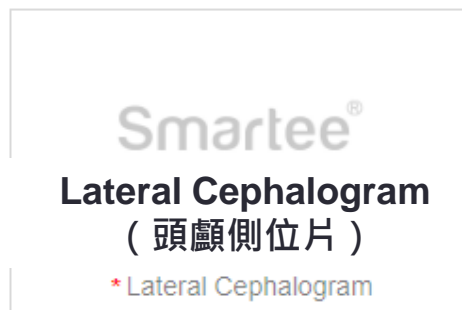 Smartee®
Lateral Cephalogram
（頭顱側位片）
* Lateral Cephalogram